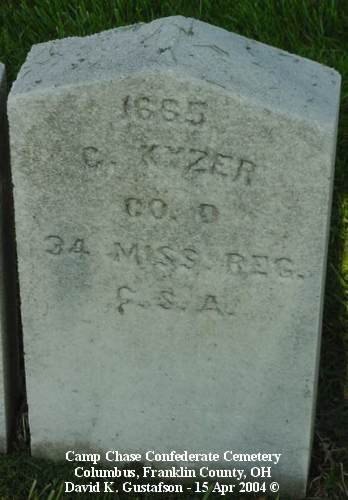 1665
C. KYZER
CO. D
34 MISS. REG.
C. S. A.
Camp Chase Confederate Cemetery
Columbus, Franklin County, OH
David K. Gustafson - 15 Apr 2004 ©